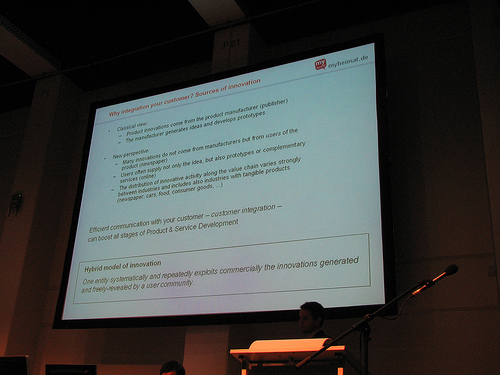 Why integration your customer? Sources of innovation
myheimat.de
• Classical view:
– Product innovations come from the product manufacturer (publisher)
– The manufacturer generates ideas and develops prototypes
• New perspective:
– Many innovations do not come from manufacturers but from users of the
product (newspaper)
– Users often supply not only the idea, but also prototypes or complementary
services (online)
– The distribution of innovative activity along the value chain varies strongly
between industries and includes also industries with tangible products
(newspaper, cars, food, consumer goods, ...)
Efficient communication with your customer – customer integration –
can boost all stages of Product & Service Development
Hybrid model of innovation
One entity systematically and repeatedly exploits commercially the innovations generated
and freely-revealed by a user community.